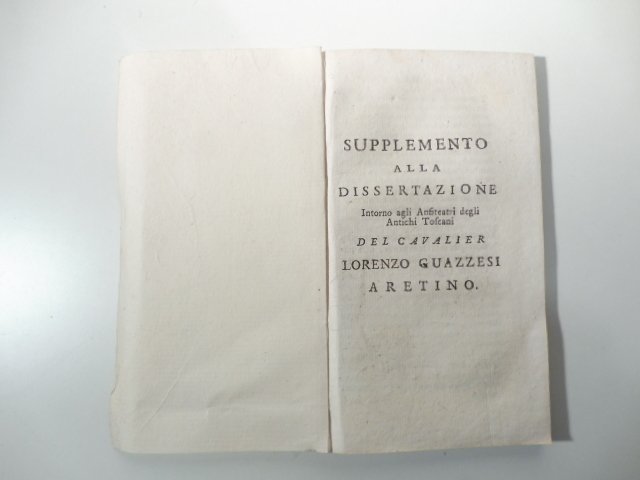 SUPPLEMENTO
ALLA
DISSERTAZIONE
Intorno agli Anfiteatri degli
Antichi Toſcani
DEL CAVALIER
LORENZO GUAZZESI
ARETINO.